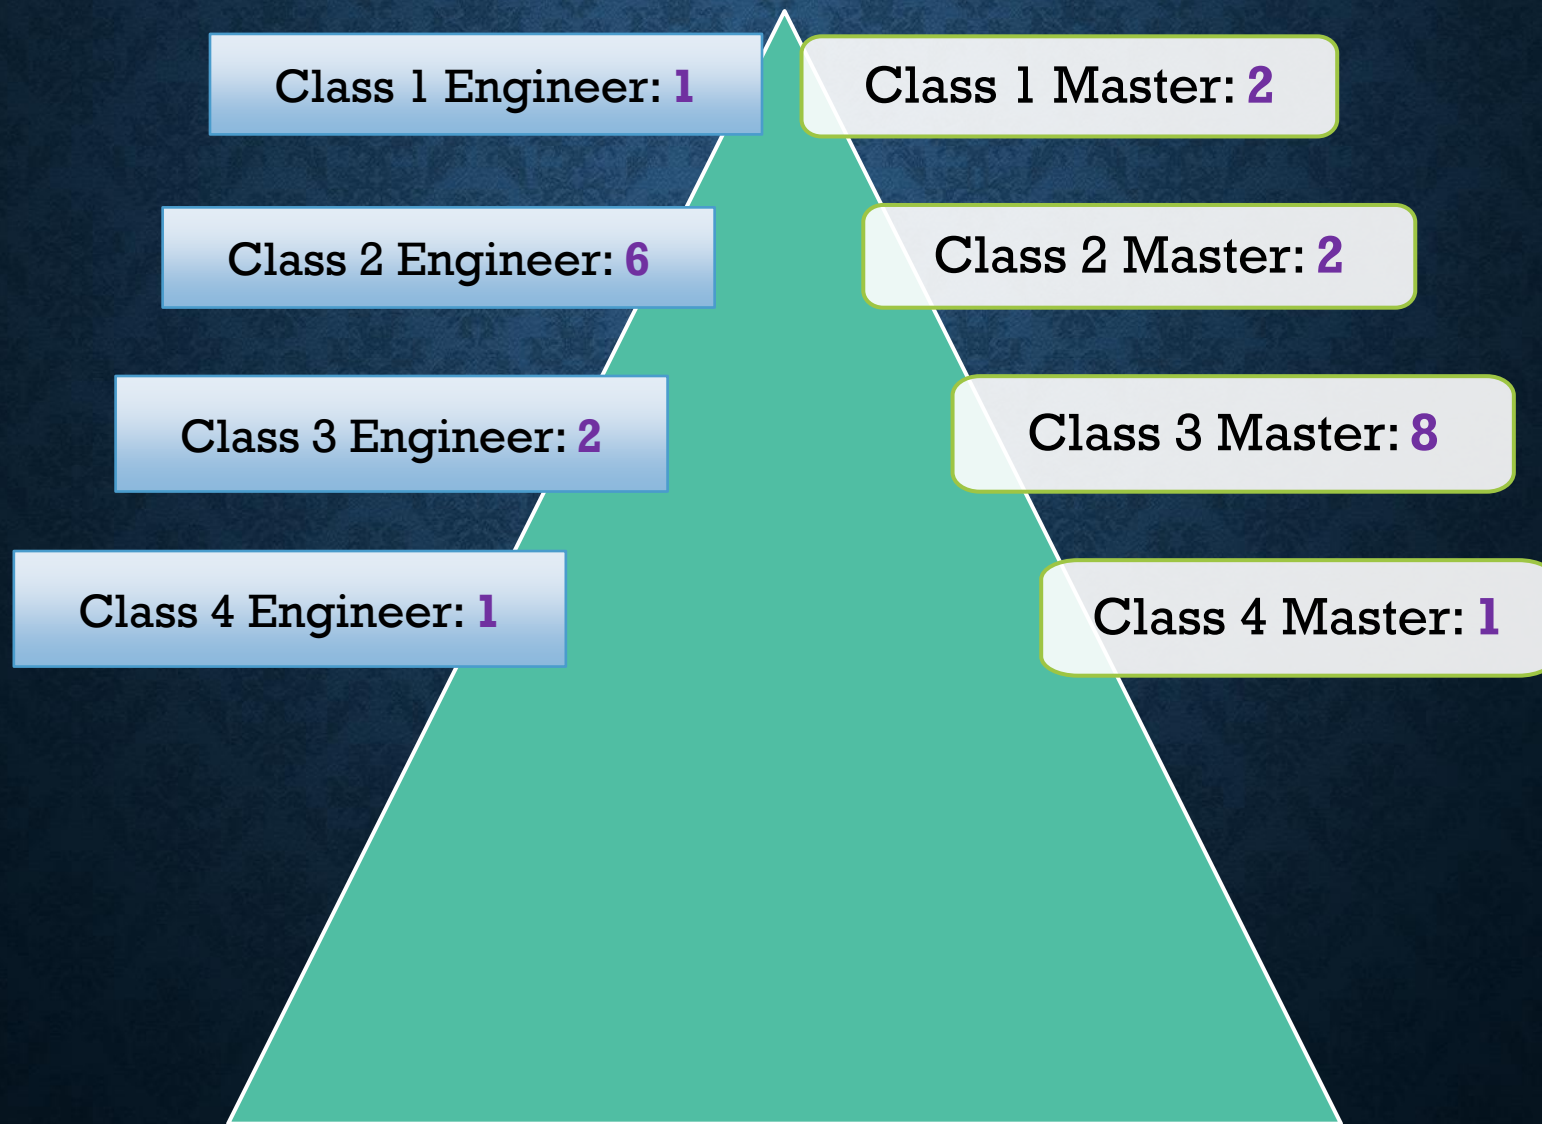 Class 1 Engineer: 1
Class 1 Master: 2
Class 2 Engineer: 6
Class 2 Master: 2
Class 3 Engineer: 2
Class 3 Master: 8
Class 4 Engineer: 1
Class 4 Master: 1